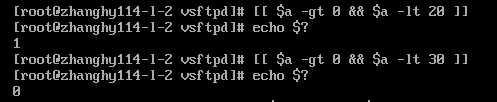 [root@zhanghy114-l-2 vsftpd]# [[ $a -gt 0 && $a -lt 20 ]]
[root@zhanghy114-l-2 vsftpd]# echo $?
1
[root@zhanghy114-l-2 vsftpd]# [[ $a -gt 0 && $a -lt 30 ]]
[root@zhanghy114-l-2 vsftpd]# echo $?
0